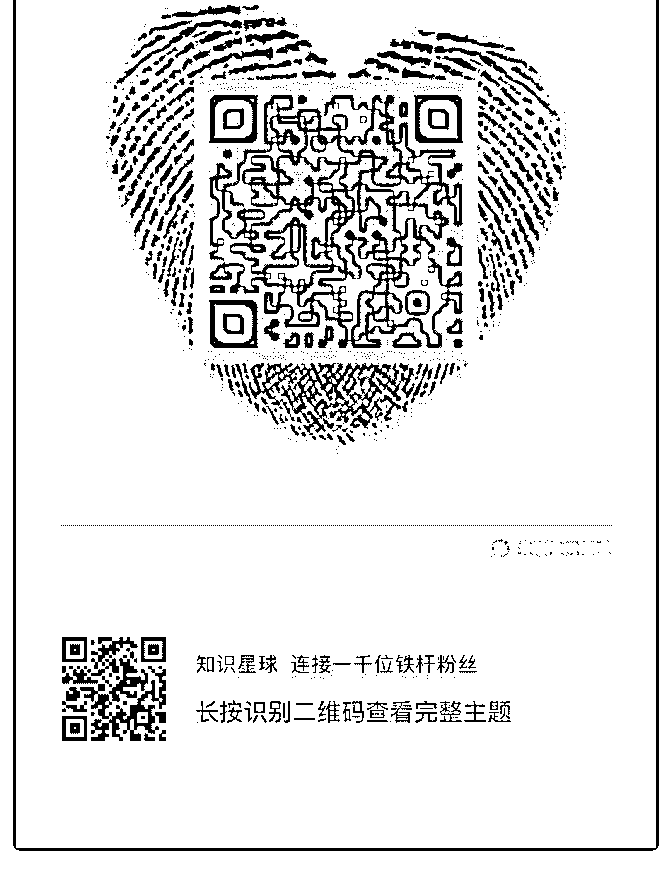 知识星球 连接一千位铁杆粉丝
长按识别二维码查看完整主题